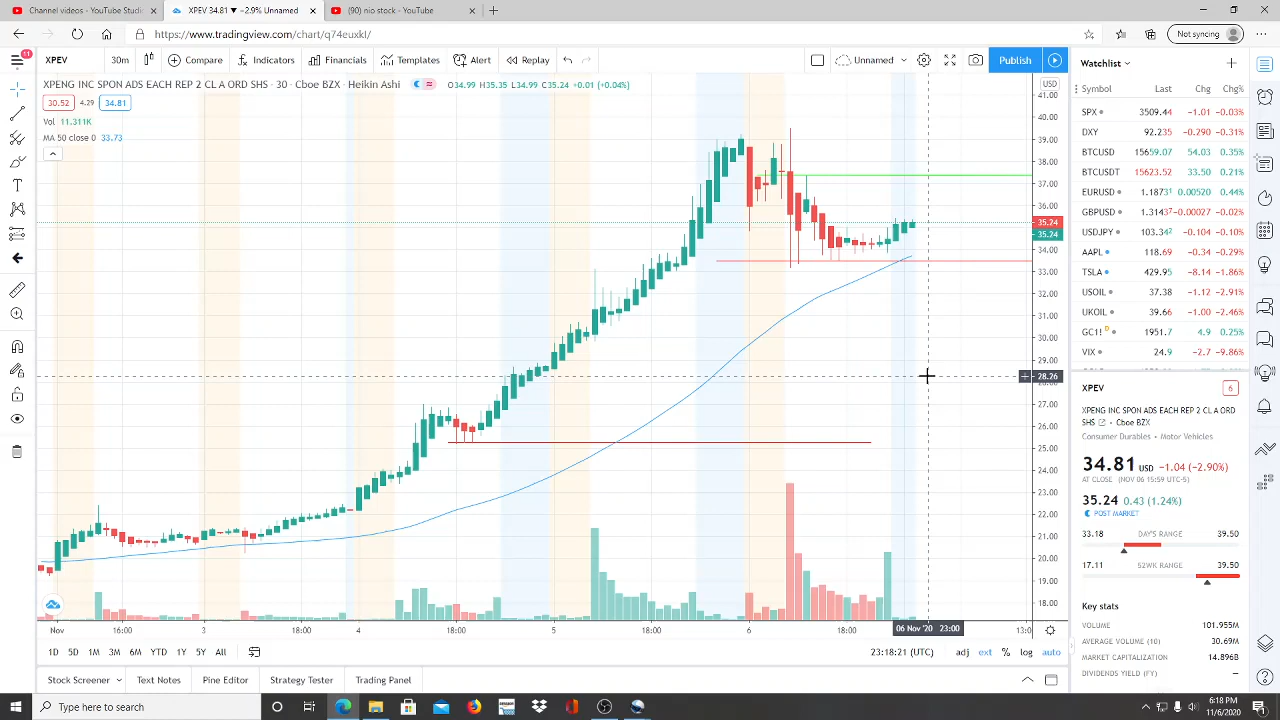 Channel videos - YouTube Studio
XPEV 34.81 ▼ −2.9% Unnamed
(90) nio stock - YouTube
https://www.tradingview.com/chart/q74euxkl/
Not syncing
11
XPEV
30m
Compare
Indicators
Financials
Templates
Alert
Replay
Unnamed
Publish
XPENG INC SPON ADS EACH REP 2 CL A ORD SHS · 30 · Cboe BZX · Heikin Ashi
O34.99 H35.35 L34.99 C35.24 +0.01 (+0.04%)
30.52 4.29 34.81
Vol 11.311K
MA 50 close 0 33.73
USD
41.00
39.00
38.00
37.00
36.00
35.24
35.24
34.00
33.00
32.00
31.00
30.00
29.00
28.26
27.00
26.00
25.00
24.00
23.00
22.00
21.00
20.00
19.00
18.00
Nov 16:00 3 18:00 4 18:00 5 18:00 6 18:00 06 Nov '20 23:00 13:0
1D 5D 1M 3M 6M YTD 1Y 5Y All
23:18:21 (UTC) adj ext % log auto
Stock Screener Text Notes Pine Editor Strategy Tester Trading Panel
Watchlist
Symbol Last Chg Chg%
SPX 3509.44 −1.01 −0.03%
DXY 92.235 −0.290 −0.31%
BTCUSD 15659.07 54.03 0.35%
BTCUSDT 15623.52 33.50 0.21%
EURUSD 1.18731 0.00520 0.44%
GBPUSD 1.31437 −0.00027 −0.02%
USDJPY 103.342 −0.104 −0.10%
AAPL 118.69 −0.34 −0.29%
TSLA 429.95 −8.14 −1.86%
USOIL 37.38 −1.12 −2.91%
UKOIL 39.66 −1.00 −2.46%
GC1! D 1951.7 4.9 0.25%
VIX 24.9 −2.7 −9.86%
XPEV
6
XPENG INC SPON ADS EACH REP 2 CL A ORD
SHS • Cboe BZX
Consumer Durables • Motor Vehicles
34.81 USD −1.04 (−2.90%)
AT CLOSE (NOV 06 15:59 UTC-5)
35.24 0.43 (1.24%)
POST MARKET
33.18 DAY'S RANGE 39.50
17.11 52WK RANGE 39.50
Key stats
VOLUME 101.955M
AVERAGE VOLUME (10) 30.69M
MARKET CAPITALIZATION 14.896B
DIVIDENDS YIELD (FY) —
Type here to search
amazon
6:18 PM
11/6/2020